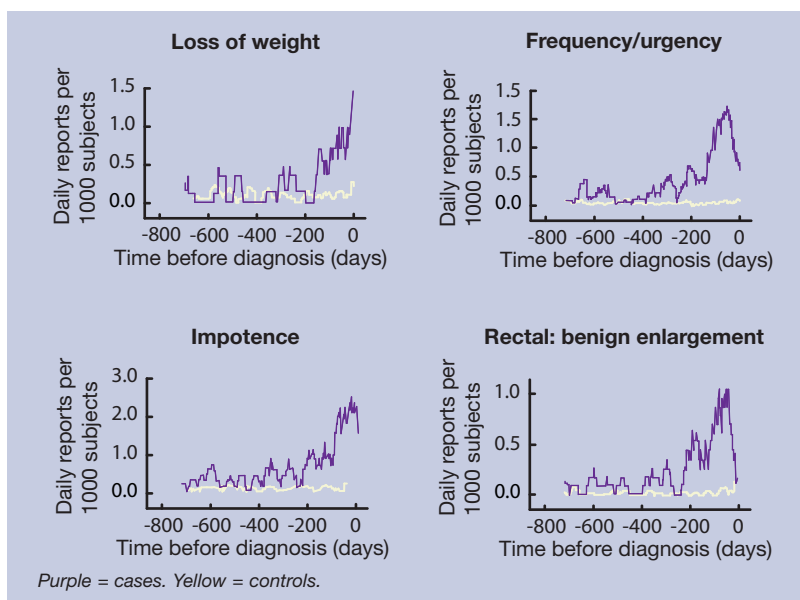 Loss of weight
Daily reports per
1000 subjects
1.5
1.0
0.5
0.0
-800 -600 -400 -200 0
Time before diagnosis (days)
Frequency/urgency
Daily reports per
1000 subjects
1.5
1.5
1.0
0.5
0.0
-800 -600 -400 -200 0
Time before diagnosis (days)
Impotence
Daily reports per
1000 subjects
3.0
2.0
1.0
0.0
-800 -600 -400 -200 0
Time before diagnosis (days)
Rectal: benign enlargement
Daily reports per
1000 subjects
1.0
0.5
0.0
-800 -600 -400 -200 0
Time before diagnosis (days)
Purple = cases. Yellow = controls.